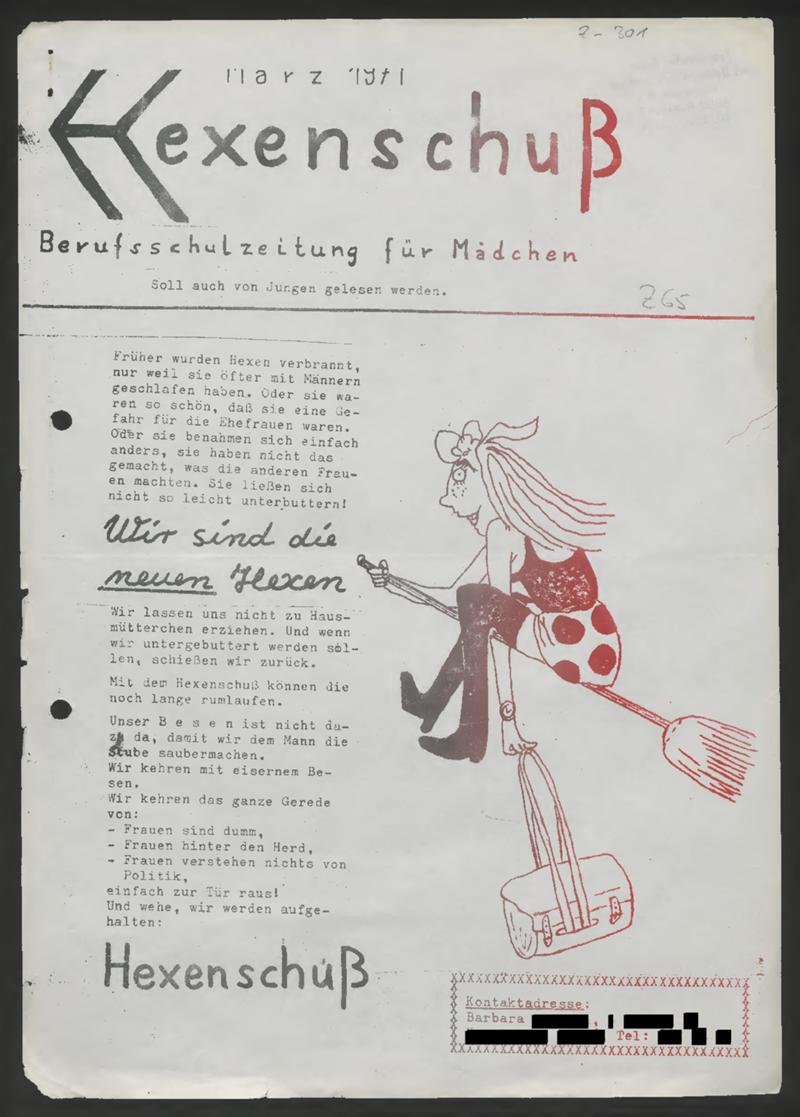 Z-301
März 1971
Hexenschuß
Berufsschulzeitung für Mädchen
Soll auch von Jungen gelesen werden.
Z65
Früher wurden Hexen verbrannt,
nur weil sie öfter mit Männern
geschlafen haben. Oder sie wa-
ren so schön, daß sie eine Ge-
fahr für die Ehefrauen waren.
Oder sie benahmen sich einfach
anders, sie haben nicht das
gemacht, was die anderen Frau-
en machten. Sie ließen sich
nicht so leicht unterbuttern!
Wir sind die
neuen Hexen
Wir lassen uns nicht zu Haus-
mütterchen erziehen. Und wenn
wir untergebuttert werden sol-
len, schießen wir zurück.
Mit dem Hexenschuß können die
noch lange rumlaufen.
Unser B e s e n ist nicht da-
zu da, damit wir dem Mann die
Stube saubermachen.
Wir kehren mit eisernem Be-
sen.
Wir kehren das ganze Gerede
von:
- Frauen sind dumm,
- Frauen hinter den Herd,
- Frauen verstehen nichts von
Politik,
einfach zur Tür raus!
Und wehe, wir werden aufge-
halten:
Hexenschuß
Kontaktadresse:
Barbara
Tel: